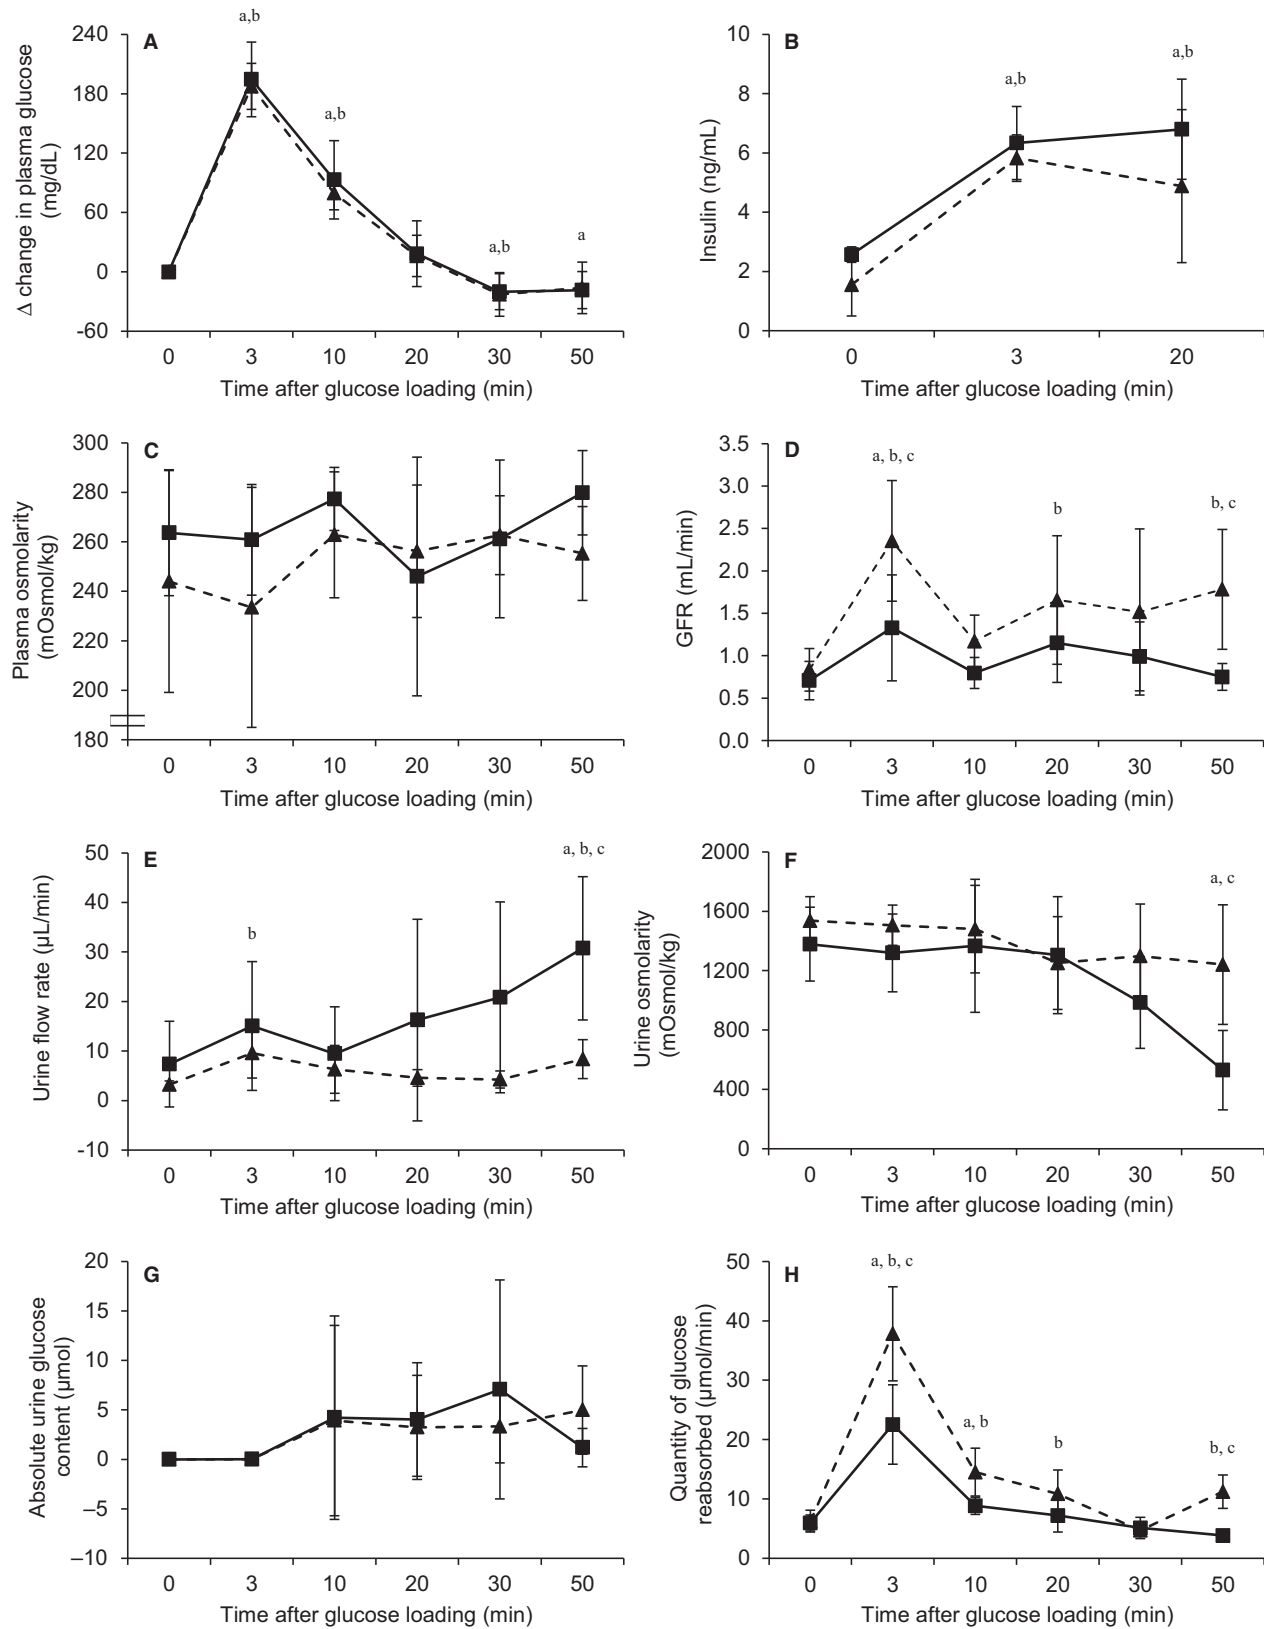 A
a,b
a,b
a,b
a
240
180
120
60
0
-60
Δ change in plasma glucose
(mg/dL)
0 3 10 20 30 50
Time after glucose loading (min)
B
a,b
a,b
10
8
6
4
2
0
Insulin (ng/mL)
0 3 20
Time after glucose loading (min)
C
300
280
260
240
220
200
180
Plasma osmolarity
(mOsmol/kg)
0 3 10 20 30 50
Time after glucose loading (min)
D
a, b, c
b
b, c
3.5
3.0
2.5
2.0
1.5
1.0
0.5
0.0
GFR (mL/min)
0 3 10 20 30 50
Time after glucose loading (min)
E
b
a, b, c
50
40
30
20
10
0
-10
Urine flow rate (µL/min)
0 3 10 20 30 50
Time after glucose loading (min)
F
a, c
2000
1600
1200
800
400
0
Urine osmolarity
(mOsmol/kg)
0 3 10 20 30 50
Time after glucose loading (min)
G
20
15
10
5
0
–5
–10
Absolute urine glucose
content (µmol)
0 3 10 20 30 50
Time after glucose loading (min)
H
a, b, c
a, b
b
b, c
50
40
30
20
10
0
Quantity of glucose
reabsorbed (µmol/min)
0 3 10 20 30 50
Time after glucose loading (min)